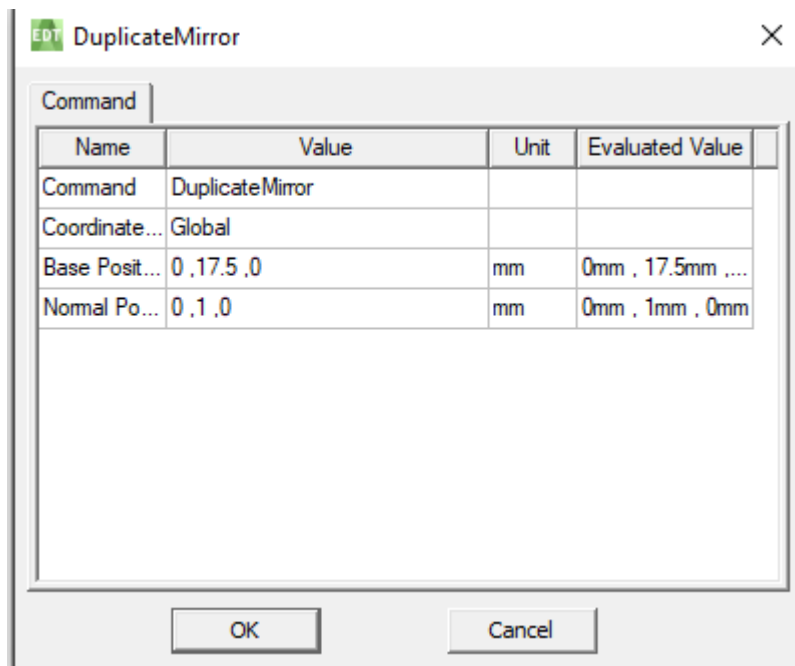 EDT DuplicateMirror
Command
Name Value Unit Evaluated Value
Command DuplicateMirror
Coordinate... Global
Base Posit... 0 ,17.5 ,0 mm 0mm , 17.5mm ,...
Normal Po... 0 ,1 ,0 mm 0mm , 1mm , 0mm
OK Cancel